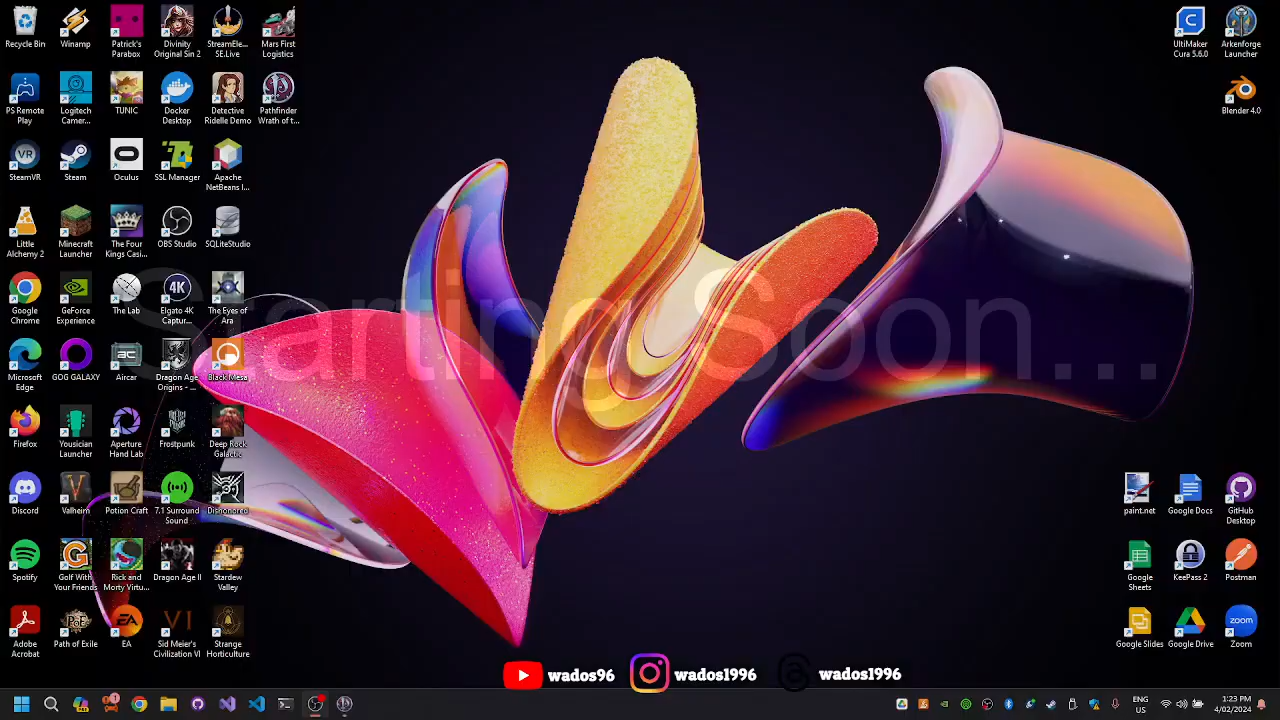 Recycle Bin
Winamp
Patrick's
Parabox
Divinity
Original Sin 2
StreamEle...
SE.Live
Mars First
Logistics
UltiMaker
Cura 5.6.0
Arkenforge
Launcher
PS Remote
Play
Logitech
Camer...
TUNIC
Docker
Desktop
Detective
Ridelle Demo
Pathfinder
Wrath of t...
Blender 4.0
SteamVR
Steam
Oculus
SSL Manager
Apache
NetBeans I...
Little
Alchemy 2
Minecraft
Launcher
The Four
Kings Casi...
OBS Studio
SQLiteStudio
Google
Chrome
GeForce
Experience
The Lab
Elgato 4K
Captur...
The Eyes of
Ara
Starting Soon...
Microsoft
Edge
GOG GALAXY
Aircar
Dragon Age
Origins - ...
Black Mesa
Firefox
Yousician
Launcher
Aperture
Hand Lab
Frostpunk
Deep Rock
Galactic
Discord
Valheim
Potion Craft
7.1 Surround
Sound
Dishonored
paint.net
Google Docs
GitHub
Desktop
Spotify
Golf With
Your Friends
Rick and
Morty Virtu...
Dragon Age II
Stardew
Valley
Google
Sheets
KeePass 2
Postman
Adobe
Acrobat
Path of Exile
EA
Sid Meier's
Civilization VI
Strange
Horticulture
Google Slides
Google Drive
Zoom
wados96
wados1996
wados1996
ENG
US
1:23 PM
4/02/2024